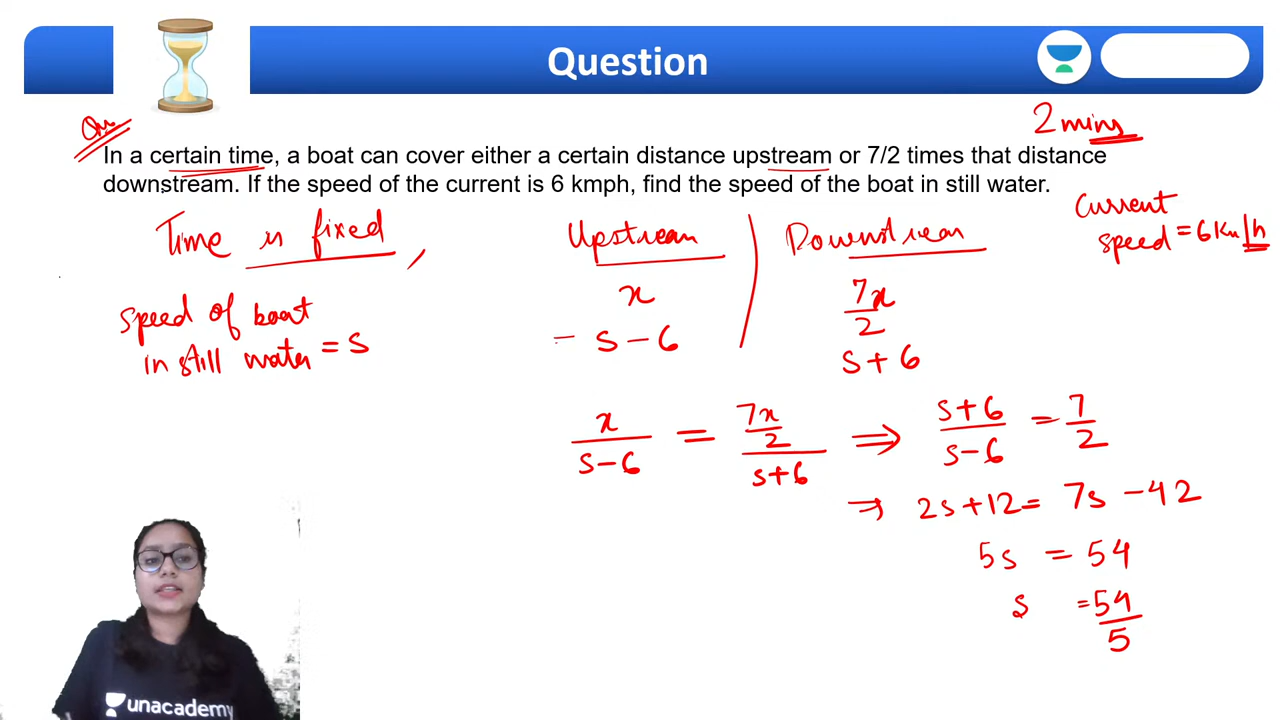 Question
Qn.
2 mins
In a certain time, a boat can cover either a certain distance upstream or 7/2 times that distance
downstream. If the speed of the current is 6 kmph, find the speed of the boat in still water.
Time is fixed,
Upstream
Downstream
Current
speed = 6 Km/h
x
7x/2
speed of boat
in still water = s
- s - 6
s + 6
x/(s-6) = (7x/2)/(s+6) ⇒ (s+6)/(s-6) = 7/2
⇒ 2s + 12 = 7s - 42
5s = 54
s = 54/5
unacademy